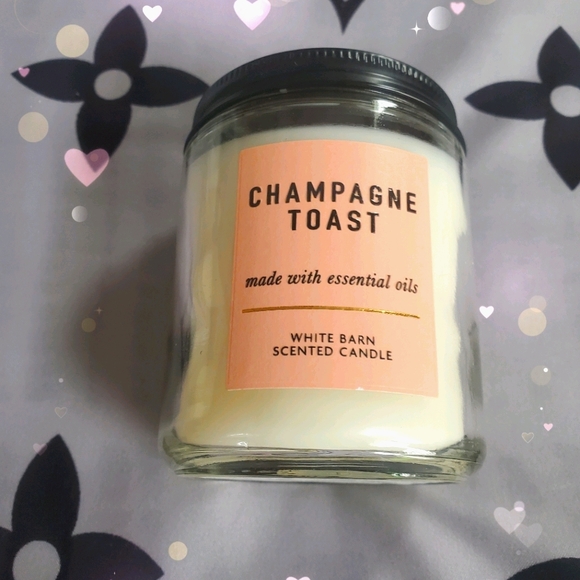 CHAMPAGNE
TOAST
made with essential oils
WHITE BARN
SCENTED CANDLE